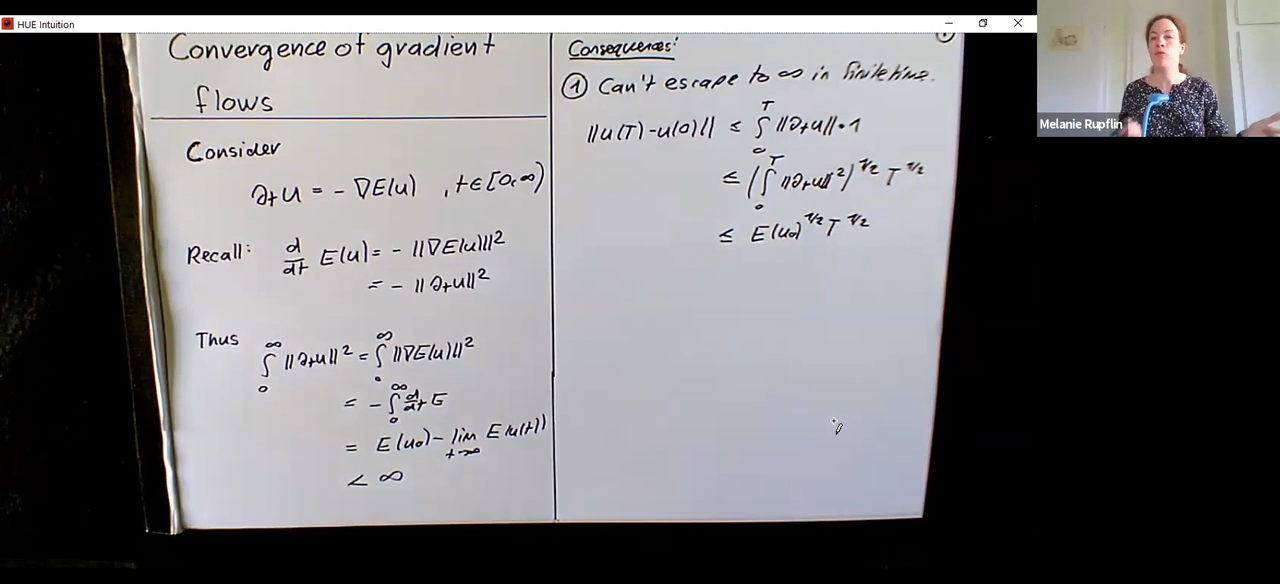 HUE Intuition
Melanie Rupflin
Convergence of gradient
flows
Consider
∂tu = - ∇E(u) , t∈[0,∞)
Recall: d/dt E(u) = - ||∇E(u)||²
= - ||∂tu||²
Thus
∫₀^∞ ||∂tu||² = ∫₀^∞ ||∇E(u)||²
= - ∫₀^∞ d/dt E
= E(u₀) - lim t→∞ E(u(t))
< ∞
Consequences:
① Can't escape to ∞ in finite time.
||u(T) - u(0)|| ≤ ∫₀^T ||∂tu|| • 1
≤ (∫₀^T ||∂tu||²)^1/2 T^1/2
≤ E(u₀)^1/2 T^1/2